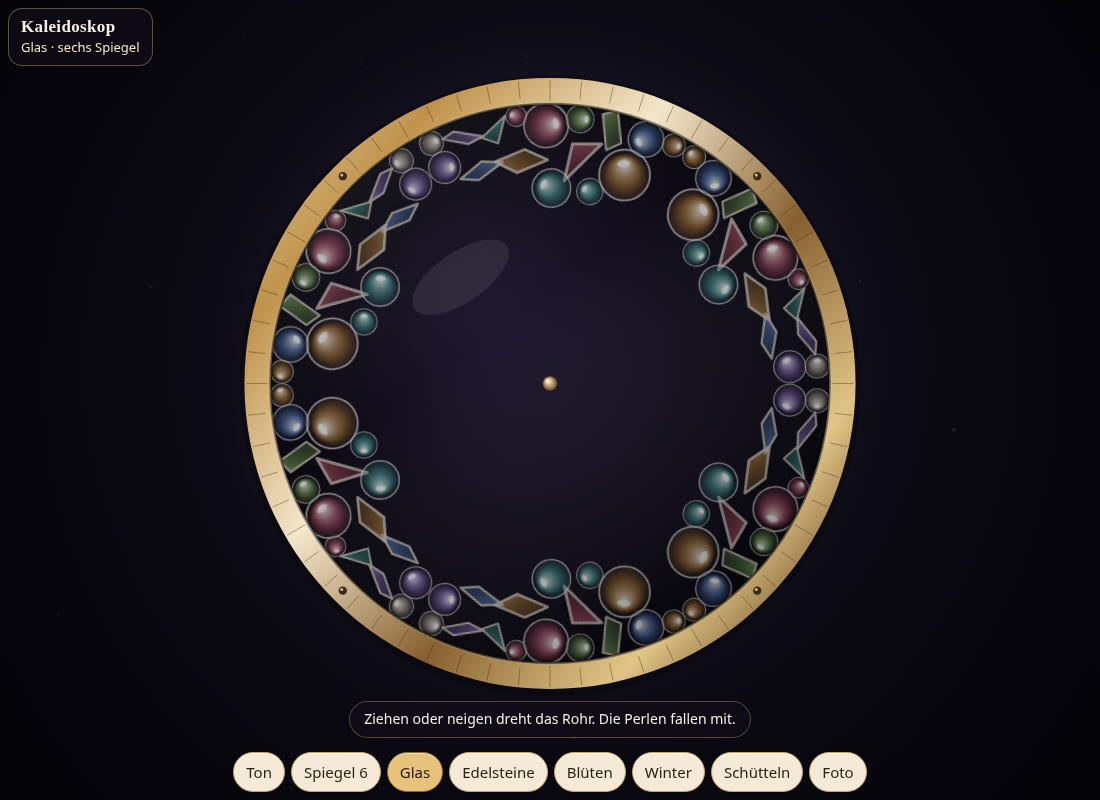 Kaleidoskop
Glas · sechs Spiegel
Ziehen oder neigen dreht das Rohr. Die Perlen fallen mit.
Ton
Spiegel 6
Glas
Edelsteine
Blüten
Winter
Schütteln
Foto